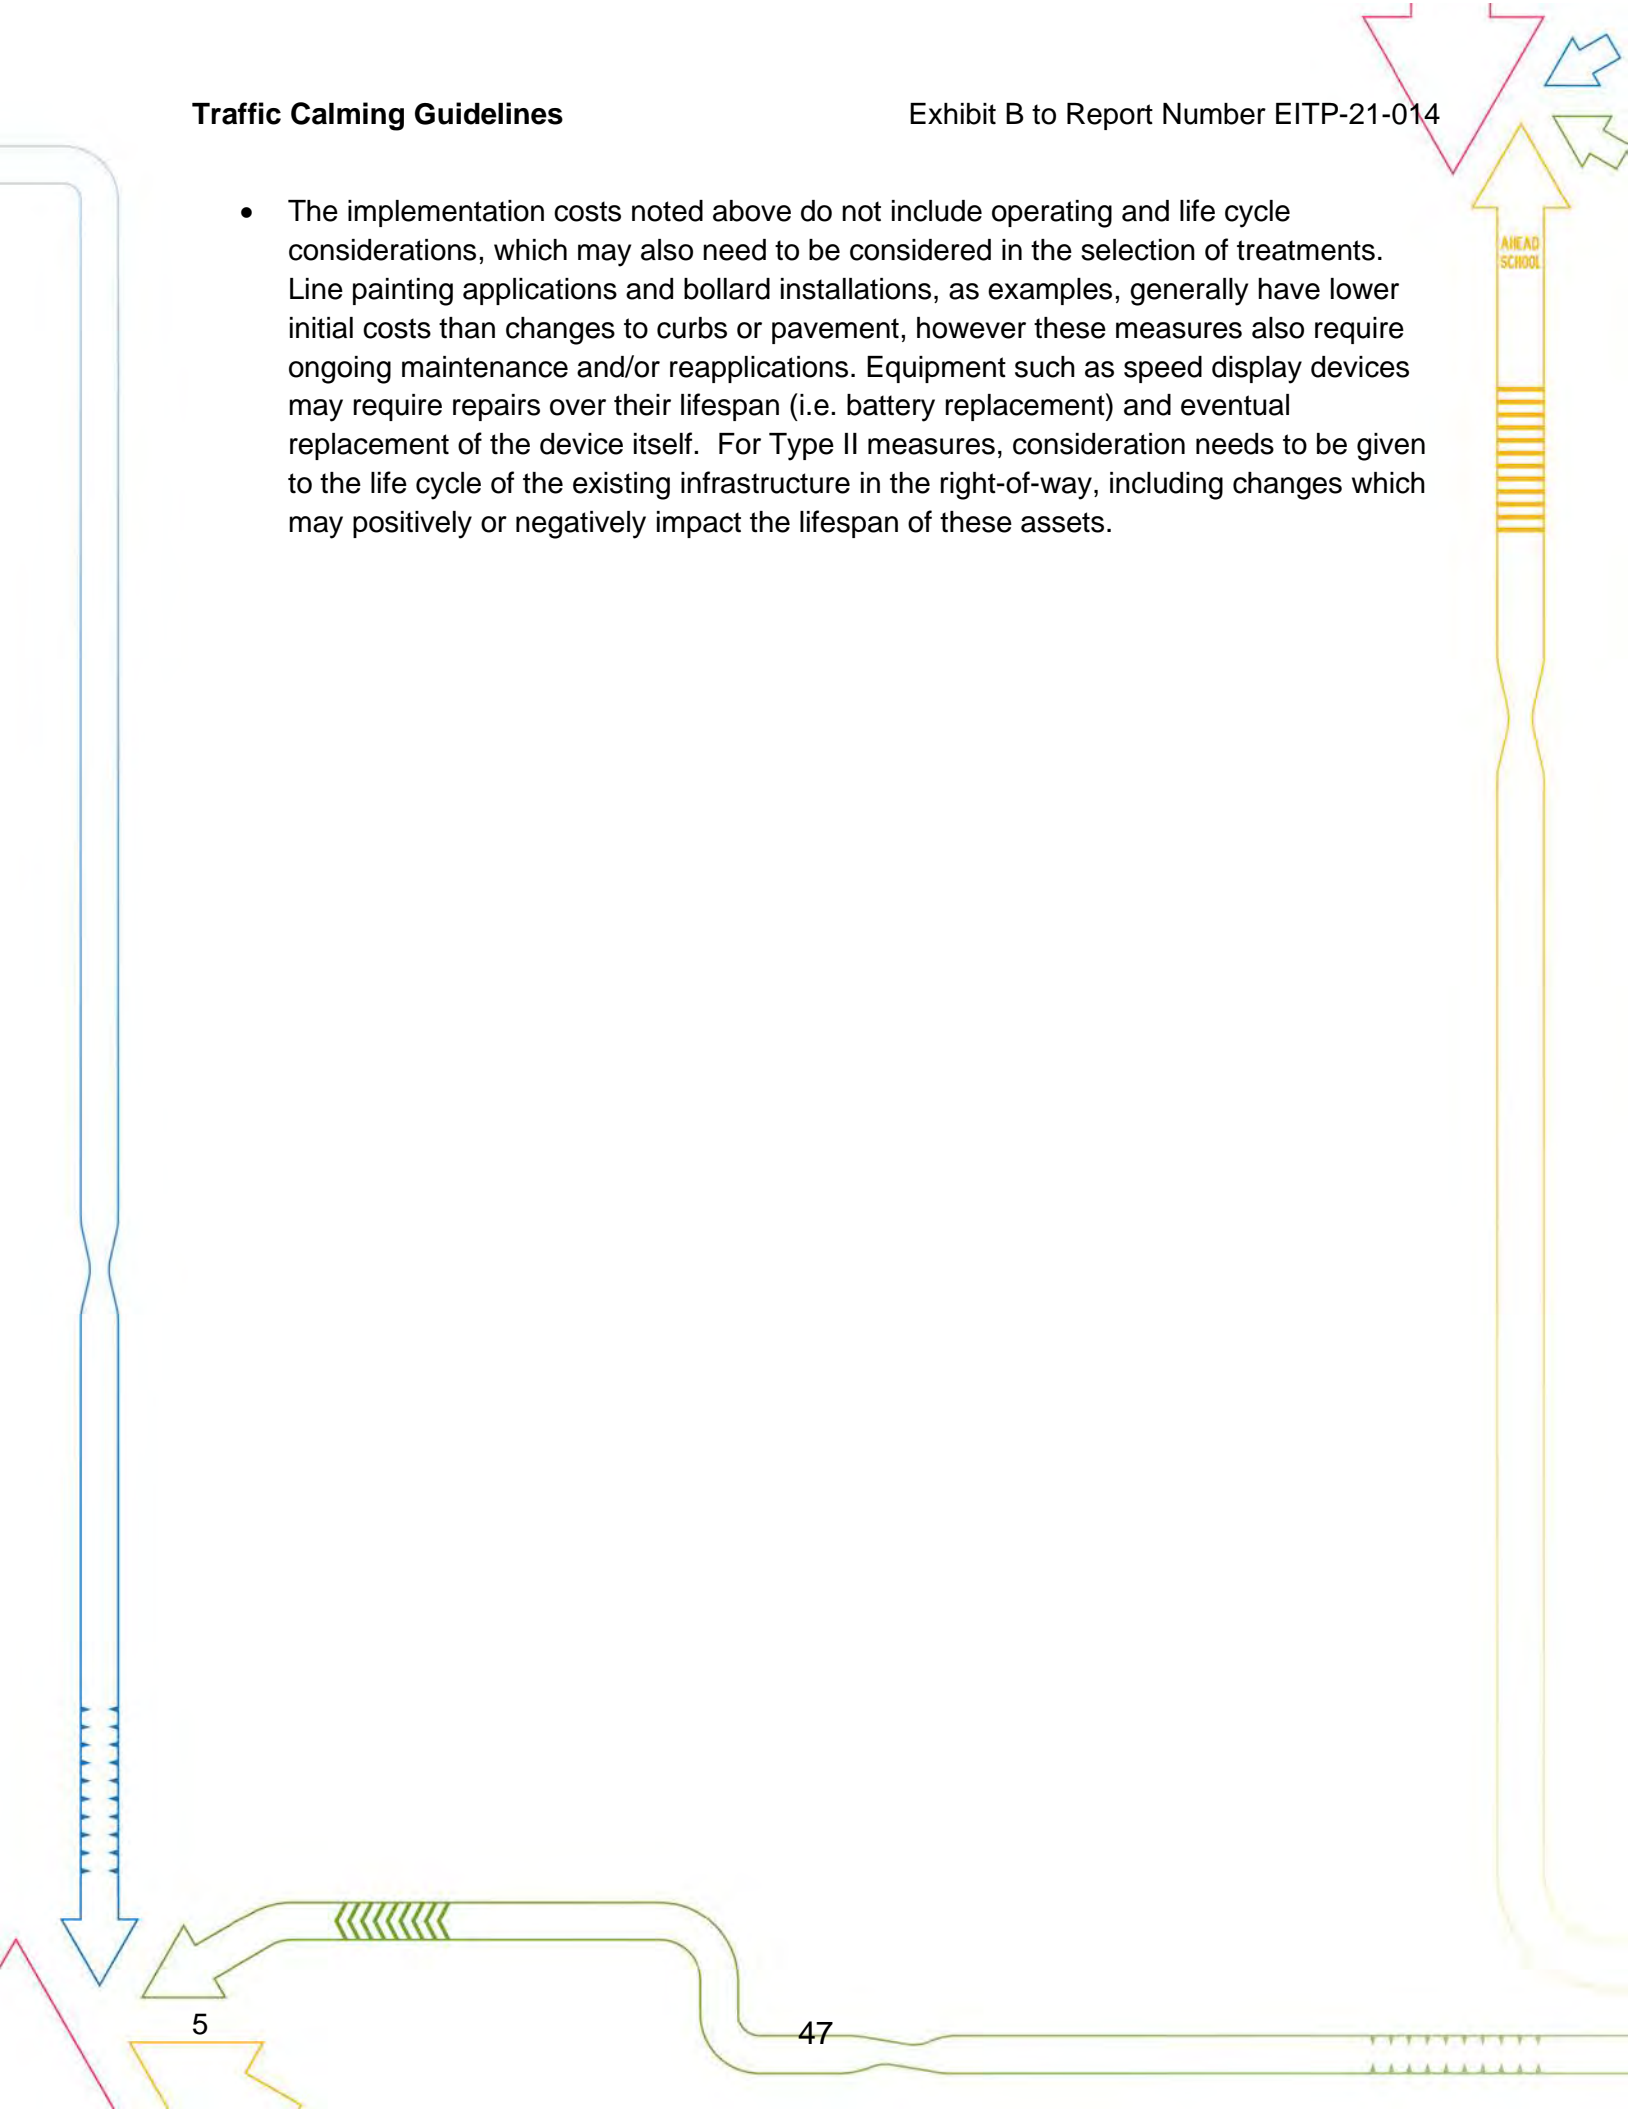 Traffic Calming Guidelines Exhibit B to Report Number EITP-21-014
• The implementation costs noted above do not include operating and life cycle
considerations, which may also need to be considered in the selection of treatments.
Line painting applications and bollard installations, as examples, generally have lower
initial costs than changes to curbs or pavement, however these measures also require
ongoing maintenance and/or reapplications. Equipment such as speed display devices
may require repairs over their lifespan (i.e. battery replacement) and eventual
replacement of the device itself.  For Type II measures, consideration needs to be given
to the life cycle of the existing infrastructure in the right-of-way, including changes which
may positively or negatively impact the lifespan of these assets.
AHEAD
SCHOOL
5
47